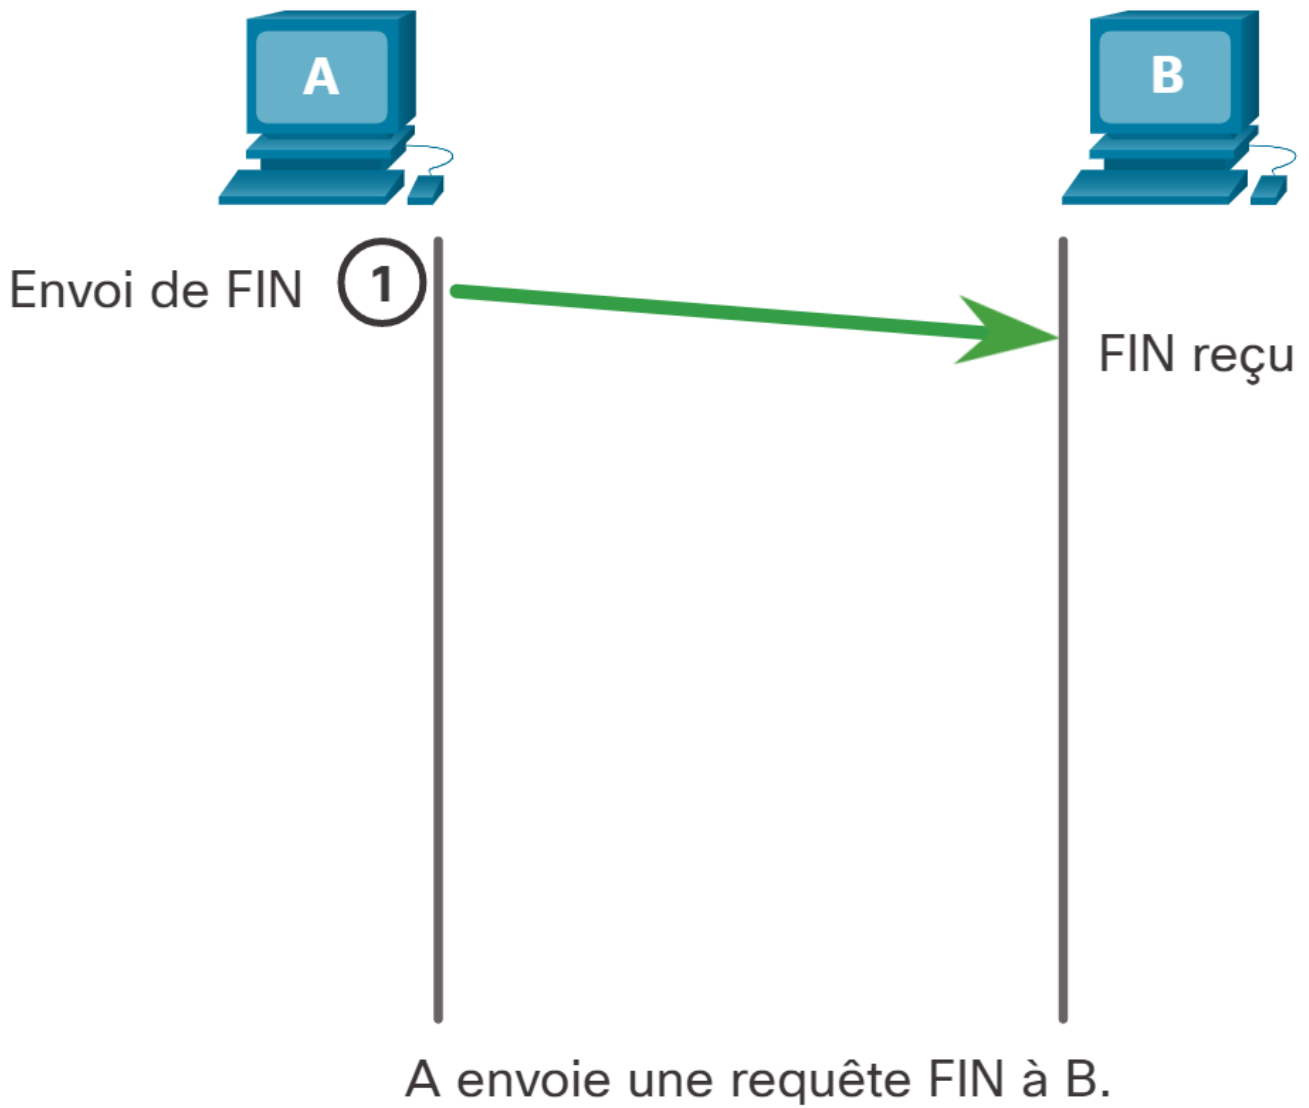 A
B
Envoi de FIN 1
FIN reçu
A envoie une requête FIN à B.